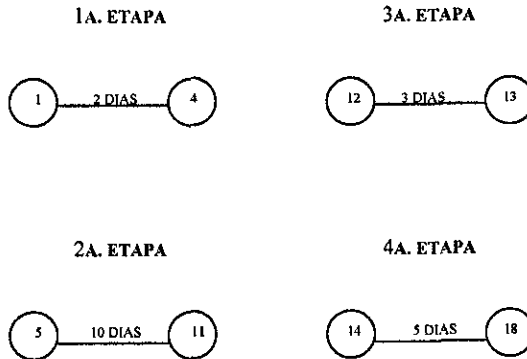 1A. ETAPA
3A. ETAPA
1 2 DIAS 4
12 3 DIAS 13
2A. ETAPA
4A. ETAPA
5 10 DIAS 11
14 5 DIAS 18